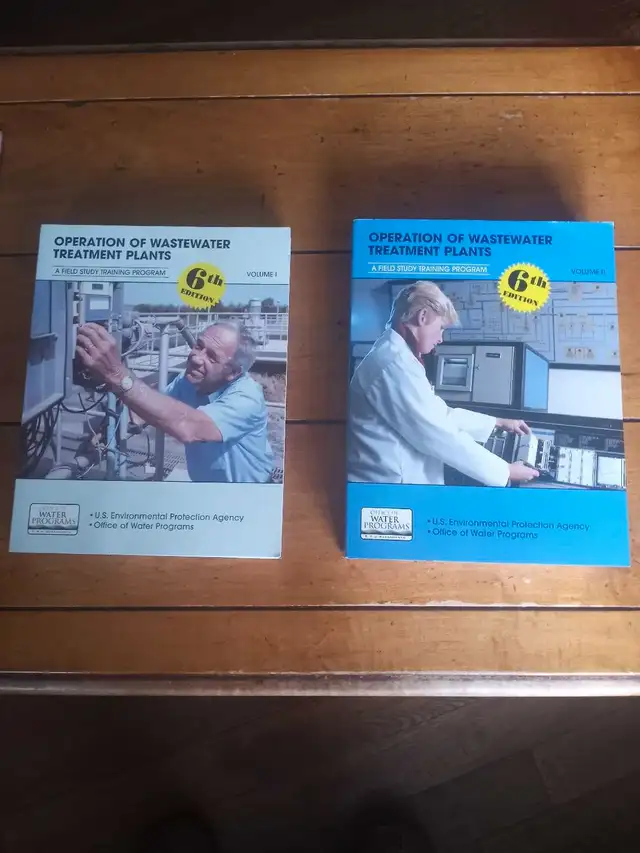 OPERATION OF WASTEWATER
TREATMENT PLANTS
A FIELD STUDY TRAINING PROGRAM
VOLUME I
6th
EDITION
OFFICE OF
WATER
PROGRAMS
• U.S. Environmental Protection Agency
• Office of Water Programs
OPERATION OF WASTEWATER
TREATMENT PLANTS
A FIELD STUDY TRAINING PROGRAM
VOLUME II
6th
EDITION
OFFICE OF
WATER
PROGRAMS
• U.S. Environmental Protection Agency
• Office of Water Programs